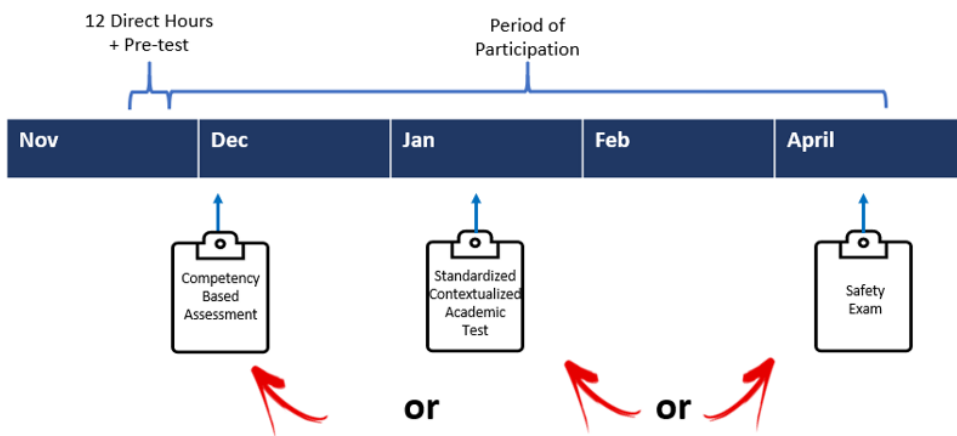 12 Direct Hours
+ Pre-test
Period of
Participation
Nov
Dec
Jan
Feb
April
Competency
Based
Assessment
Standardized
Contextualized
Academic
Test
Safety
Exam
or
or